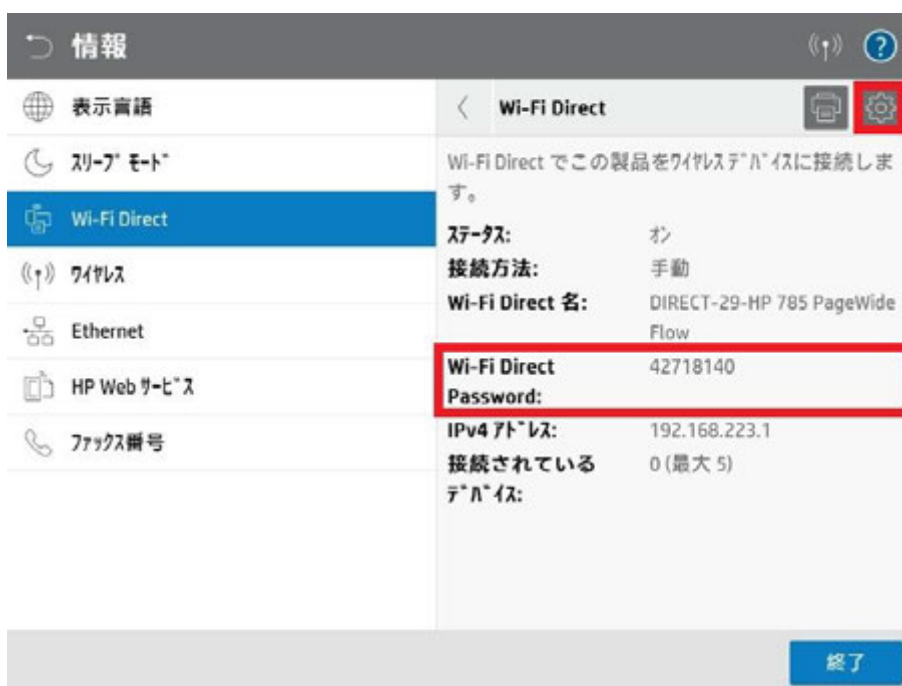 情報
表示言語
ｽﾘｰﾌﾟ ﾓｰﾄﾞ
Wi-Fi Direct
ﾜｲﾔﾚｽ
Ethernet
HP Web ｻｰﾋﾞｽ
ﾌｧｯｸｽ番号
Wi-Fi Direct
Wi-Fi Direct でこの製品をﾜｲﾔﾚｽﾃﾞﾊﾞｲｽに接続しま
す。
ｽﾃｰﾀｽ: ｵﾝ
接続方法: 手動
Wi-Fi Direct 名: DIRECT-29-HP 785 PageWide
Flow
Wi-Fi Direct 42718140
Password:
IPv4 ｱﾄﾞﾚｽ: 192.168.223.1
接続されている 0 (最大 5)
ﾃﾞﾊﾞｲｽ:
終了